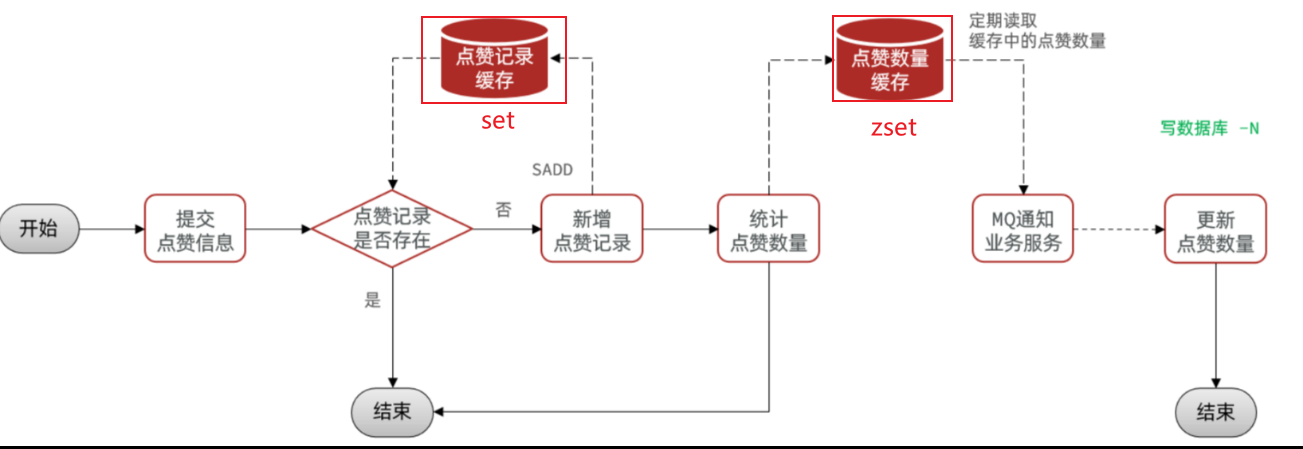 点赞记录
缓存
set
点赞数量
缓存
zset
定期读取
缓存中的点赞数量
写数据库 -N
SADD
开始
提交
点赞信息
点赞记录
是否存在
否
新增
点赞记录
统计
点赞数量
MQ通知
业务服务
更新
点赞数量
是
结束
结束